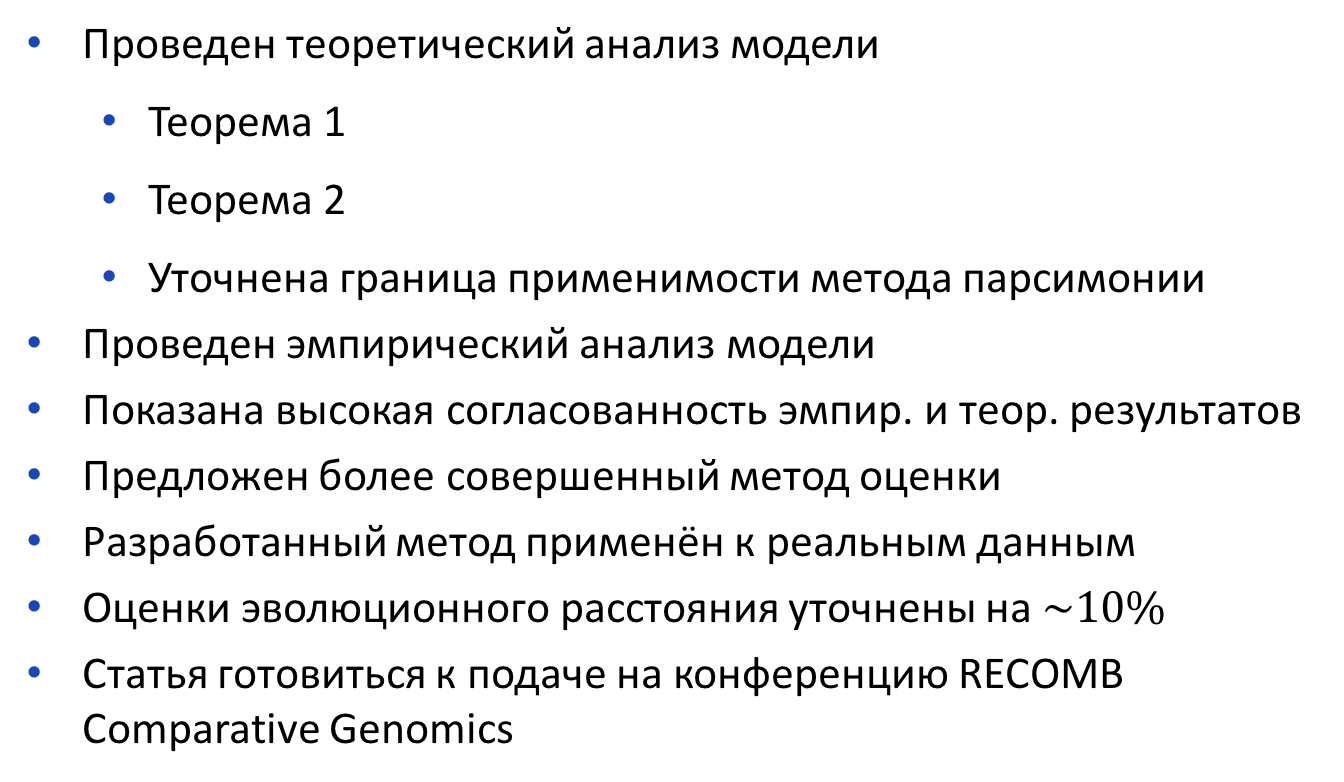 • Проведен теоретический анализ модели
• Теорема 1
• Теорема 2
• Уточнена граница применимости метода парсимонии
• Проведен эмпирический анализ модели
• Показана высокая согласованность эмпир. и теор. результатов
• Предложен более совершенный метод оценки
• Разработанный метод применён к реальным данным
• Оценки эволюционного расстояния уточнены на ~10%
• Статья готовиться к подаче на конференцию RECOMB
Comparative Genomics